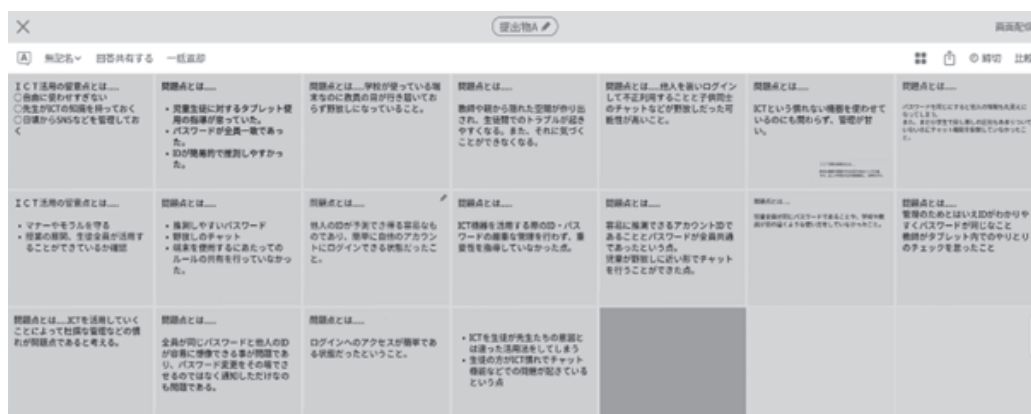 提出物A
画面配信
無記名
回答共有する
一括返却
締切
比較
ICT活用の留意点とは……
○自由に使わせすぎない
○先生がICTの知識を持っておく
○日頃からSNSなどを管理しておく
問題点とは……
・児童生徒に対するタブレット使用の指導が怠っていた。
・パスワードが全員一致であった。
・IDが簡易的で推測しやすかった。
問題点とは……学校が使っている端末なのに教員の目が行き届いておらず野放しになっていること。
問題点とは……
教師や親から隠れた空間が作り出され、生徒間でのトラブルが起きやすくなる。また、それに気づくことができなくなる。
問題点とは……他人を装いログインして不正利用することと子供同士のチャットなどが野放しだった可能性が高いこと。
問題点とは……
ICTという慣れない機器を使わせているのにも関わらず、管理が甘い。
問題点とは……
ICT活用の留意点とは……
・マナーやモラルを守る
・授業の展開、生徒全員が活用することができているか確認
問題点とは……
・推測しやすいパスワード
・野放しのチャット
・端末を使用するにあたってのルールの共有を行っていなかった。
問題点とは……
他人のIDが予測でき得る容易なものであり、簡単に自他のアカウントにログインできる状態だったこと。
問題点とは……
ICT機器を活用する際のID・パスワードの厳重な管理を行わず、重要性を指導していなかった点。
問題点とは……
容易に推測できるアカウントIDであることとパスワードが全員共通であったという点。
児童が野放しに近い形でチャットを行うことができた点。
問題点とは……
問題点とは……
管理のためとはいえIDがわかりやすくパスワードが同じなこと
教師がタブレット内でのやりとりのチェックを怠ったこと
問題点とは……ICTを活用していくことによって杜撰な管理などの慣れが問題点であると考える。
問題点とは……
全員が同じパスワードと他人のIDが容易に想像できる事が問題であり、パスワード変更をその場でさせるのではなく通知しただけなのも問題である。
問題点とは……
ログインへのアクセスが簡単である状態だったということ。
・ICTを生徒が先生たちの意図とは違った活用法をしてしまう
・生徒の方がICT慣れでチャット機能などでの問題が起きているという点